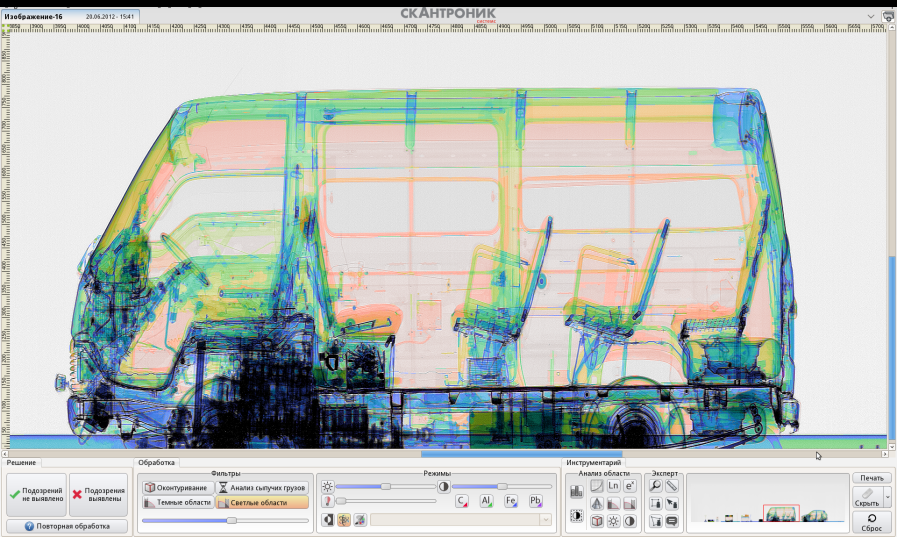 СКАНТРОНИК
системс
Изображение-16 20.06.2012 - 15:41
Решение
Подозрений не выявлено
Подозрения выявлены
Повторная обработка
Обработка
Фильтры
Оконтуривание
Анализ сыпучих грузов
Темные области
Светлые области
Режимы
C Al Fe Pb
Инструментарий
Анализ области
Ln e˟
Эксперт
Печать
Скрыть
Сброс